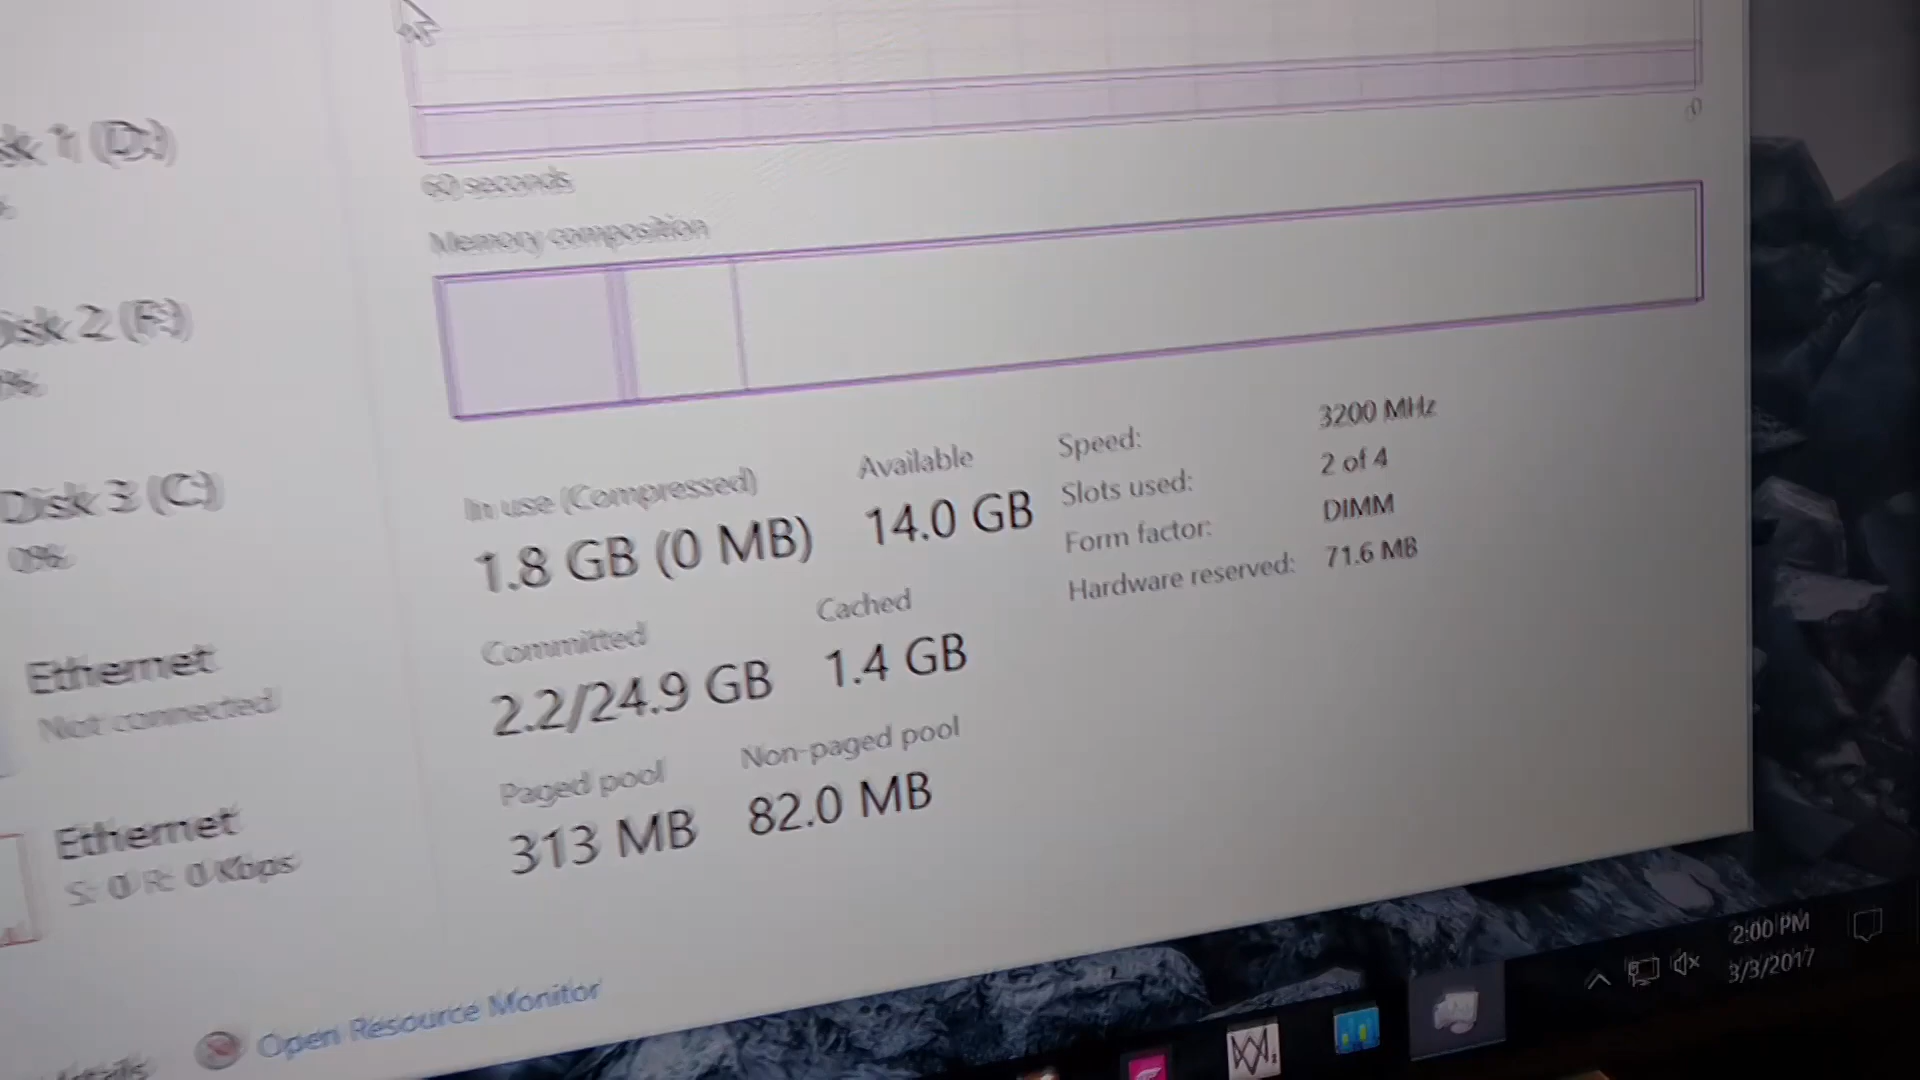 0
60 seconds
Memory composition
In use (Compressed)
1.8 GB (0 MB)
Available
14.0 GB
Committed
2.2/24.9 GB
Cached
1.4 GB
Paged pool
313 MB
Non-paged pool
82.0 MB
Speed: 3200 MHz
Slots used: 2 of 4
Form factor: DIMM
Hardware reserved: 71.6 MB
1 (D:)
2 (F:)
Disk 3 (C:)
0%
Ethernet
Not connected
Ethernet
S: 0 R: 0 Kbps
Open Resource Monitor
2:00 PM
3/3/2017